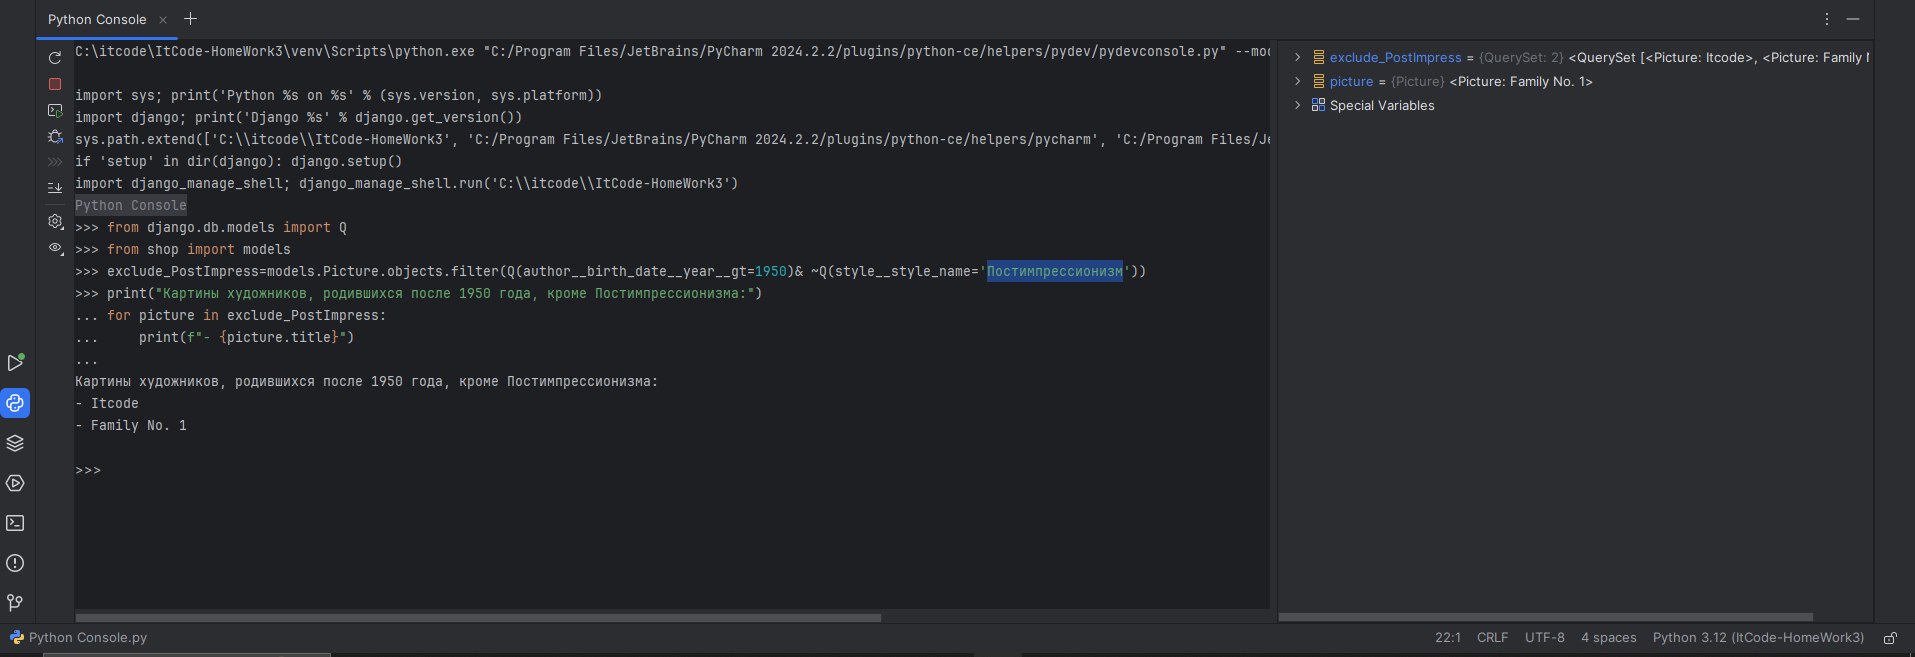 Python Console
C:\itcode\ItCode-HomeWork3\venv\Scripts\python.exe "C:/Program Files/JetBrains/PyCharm 2024.2.2/plugins/python-ce/helpers/pydev/pydevconsole.py" --mod
import sys; print('Python %s on %s' % (sys.version, sys.platform))
import django; print('Django %s' % django.get_version())
sys.path.extend(['C:\\itcode\\ItCode-HomeWork3', 'C:/Program Files/JetBrains/PyCharm 2024.2.2/plugins/python-ce/helpers/pycharm', 'C:/Program Files/Je
if 'setup' in dir(django): django.setup()
import django_manage_shell; django_manage_shell.run('C:\\itcode\\ItCode-HomeWork3')
Python Console
>>> from django.db.models import Q
>>> from shop import models
>>> exclude_PostImpress=models.Picture.objects.filter(Q(author__birth_date__year__gt=1950)& ~Q(style__style_name='Постимпрессионизм'))
>>> print("Картины художников, родившихся после 1950 года, кроме Постимпрессионизма:")
... for picture in exclude_PostImpress:
...     print(f"- {picture.title}")
...
Картины художников, родившихся после 1950 года, кроме Постимпрессионизма:
- Itcode
- Family No. 1
>>>
exclude_PostImpress = {QuerySet: 2} <QuerySet [<Picture: Itcode>, <Picture: Family
picture = {Picture} <Picture: Family No. 1>
Special Variables
Python Console.py
22:1 CRLF UTF-8 4 spaces Python 3.12 (ItCode-HomeWork3)